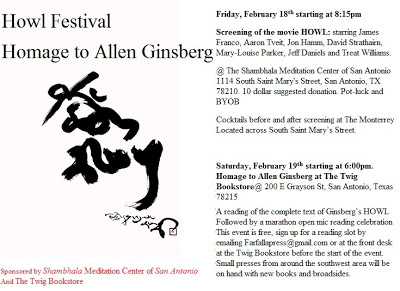 Howl Festival
Homage to Allen Ginsberg
Sponsored by Shambhala Meditation Center of San Antonio
And The Twig Bookstore
Friday, February 18th starting at 8:15pm
Screening of the movie HOWL: starring James
Franco, Aaron Tveit, Jon Hamm, David Strathairn,
Mary-Louise Parker, Jeff Daniels and Treat Williams.
@ The Shambhala Meditation Center of San Antonio
1114 South Saint Mary's Street, San Antonio, TX
78210. 10 dollar suggested donation. Pot-luck and
BYOB
Cocktails before and after screening at The Monterrey
Located across South Saint Mary's Street.
Saturday, February 19th starting at 6:00pm.
Homage to Allen Ginsberg at The Twig
Bookstore@ 200 E Grayson St, San Antonio, Texas
78215
A reading of the complete text of Ginsberg's HOWL
Followed by a marathon open mic reading celebration
This event is free, sign up for a reading slot by
emailing Farfallapress@gmail.com or at the front desk
at the Twig Bookstore before the start of the event.
Small presses from around the southwest area will be
on hand with new books and broadsides.